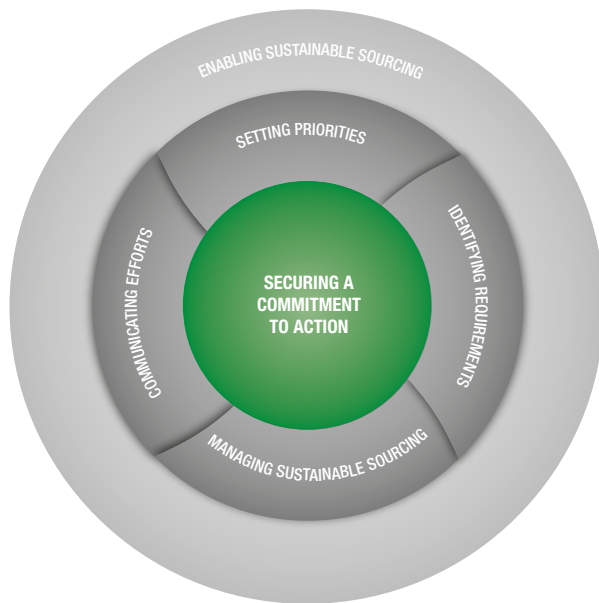 ENABLING SUSTAINABLE SOURCING
SETTING PRIORITIES
IDENTIFYING REQUIREMENTS
COMMUNICATING EFFORTS
SECURING A
COMMITMENT
TO ACTION
MANAGING SUSTAINABLE SOURCING